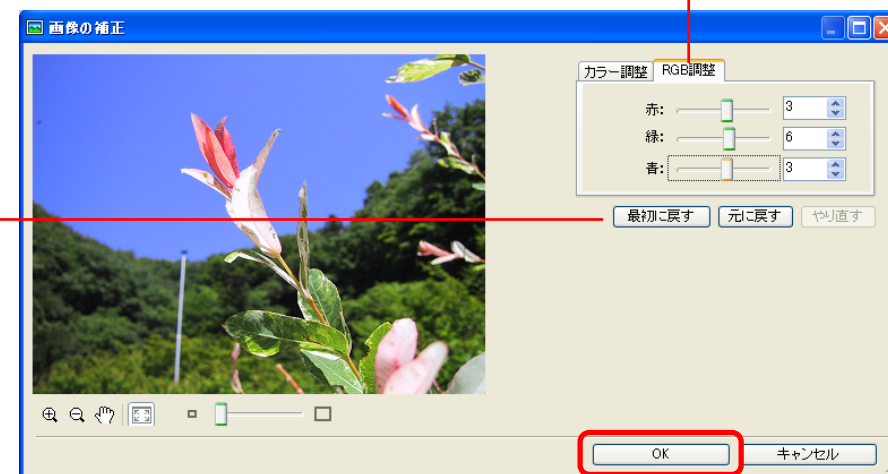 画像の補正
カラー調整 RGB調整
赤: 3
緑: 6
青: 3
最初に戻す 元に戻す やり直す
OK キャンセル